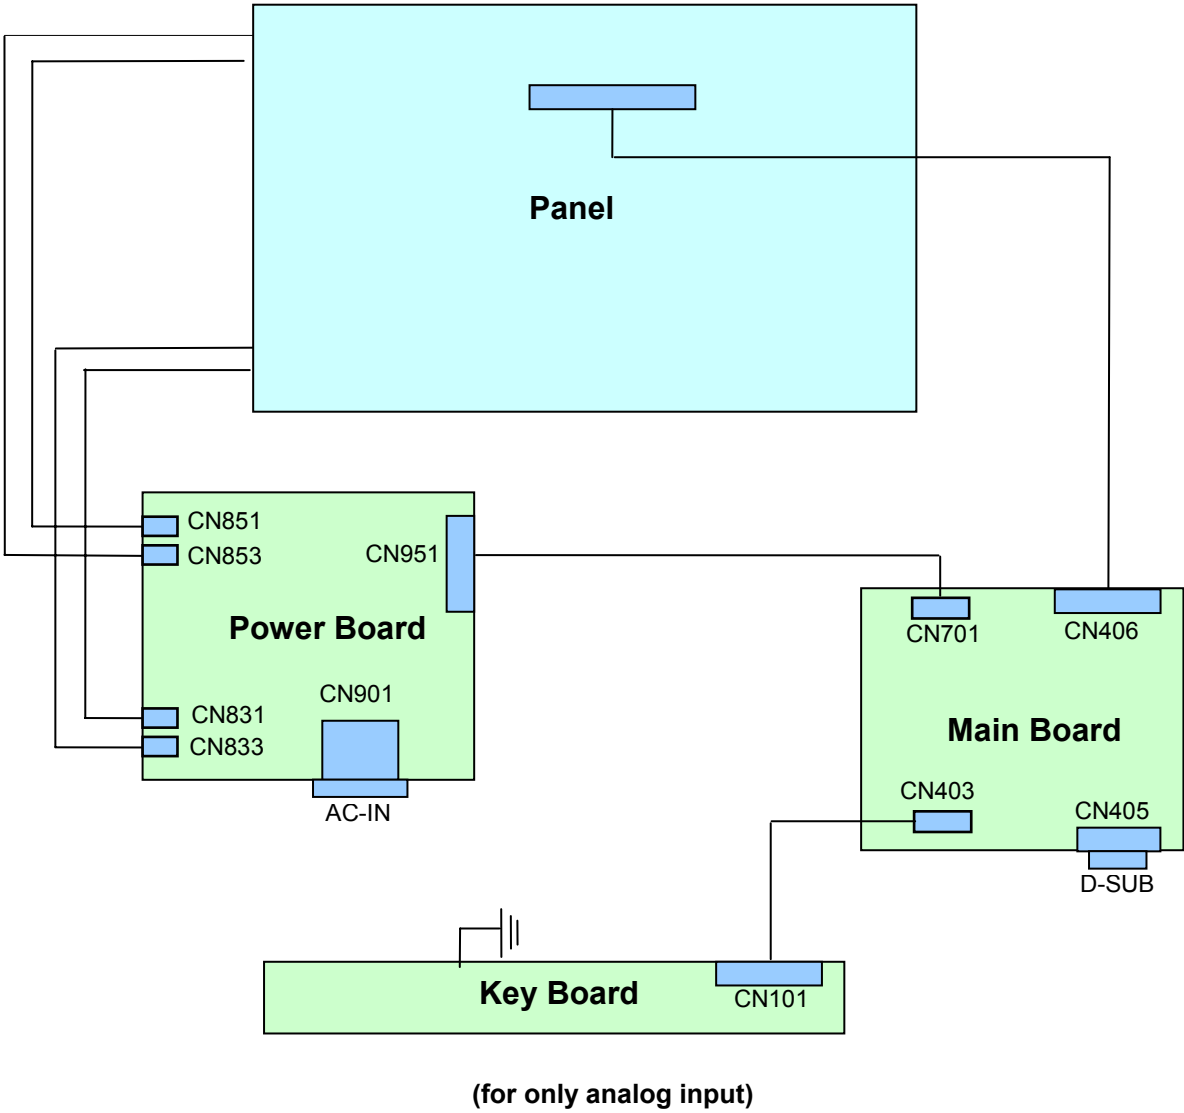 Panel
CN851
CN853
CN951
Power Board
CN701
CN406
CN901
CN831
CN833
Main Board
AC-IN
CN403
CN405
D-SUB
Key Board
CN101
(for only analog input)